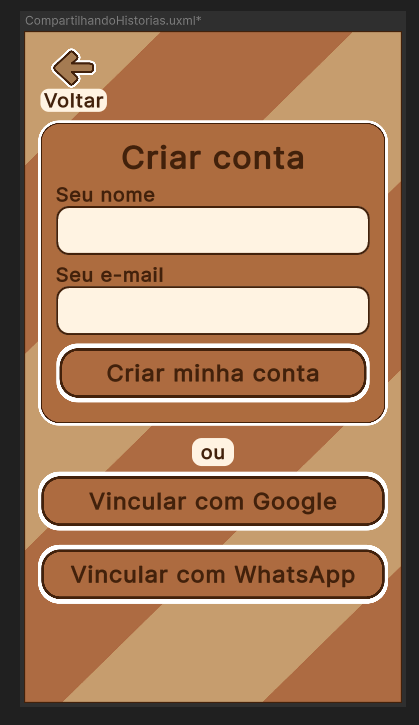 CompartilhandoHistorias.uxml*
Voltar
Criar conta
Seu nome
Seu e-mail
Criar minha conta
ou
Vincular com Google
Vincular com WhatsApp